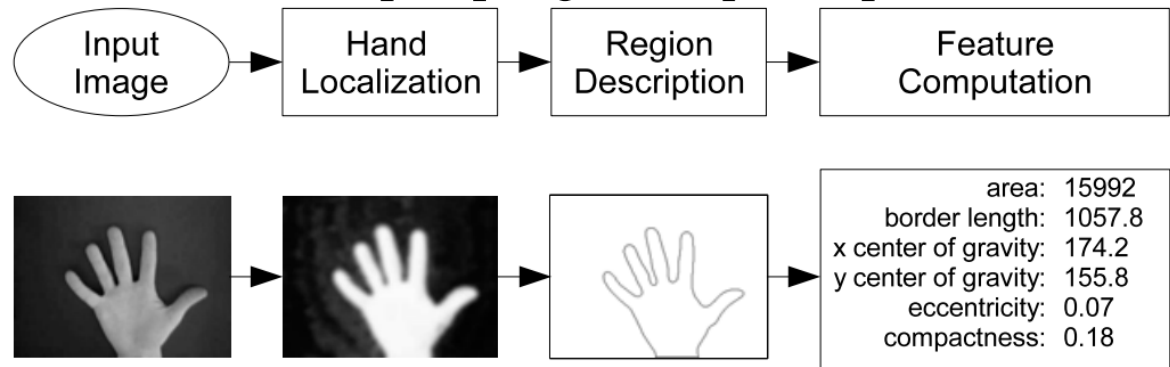 Input
Image
Hand
Localization
Region
Description
Feature
Computation
area: 15992
border length: 1057.8
x center of gravity: 174.2
y center of gravity: 155.8
eccentricity: 0.07
compactness: 0.18